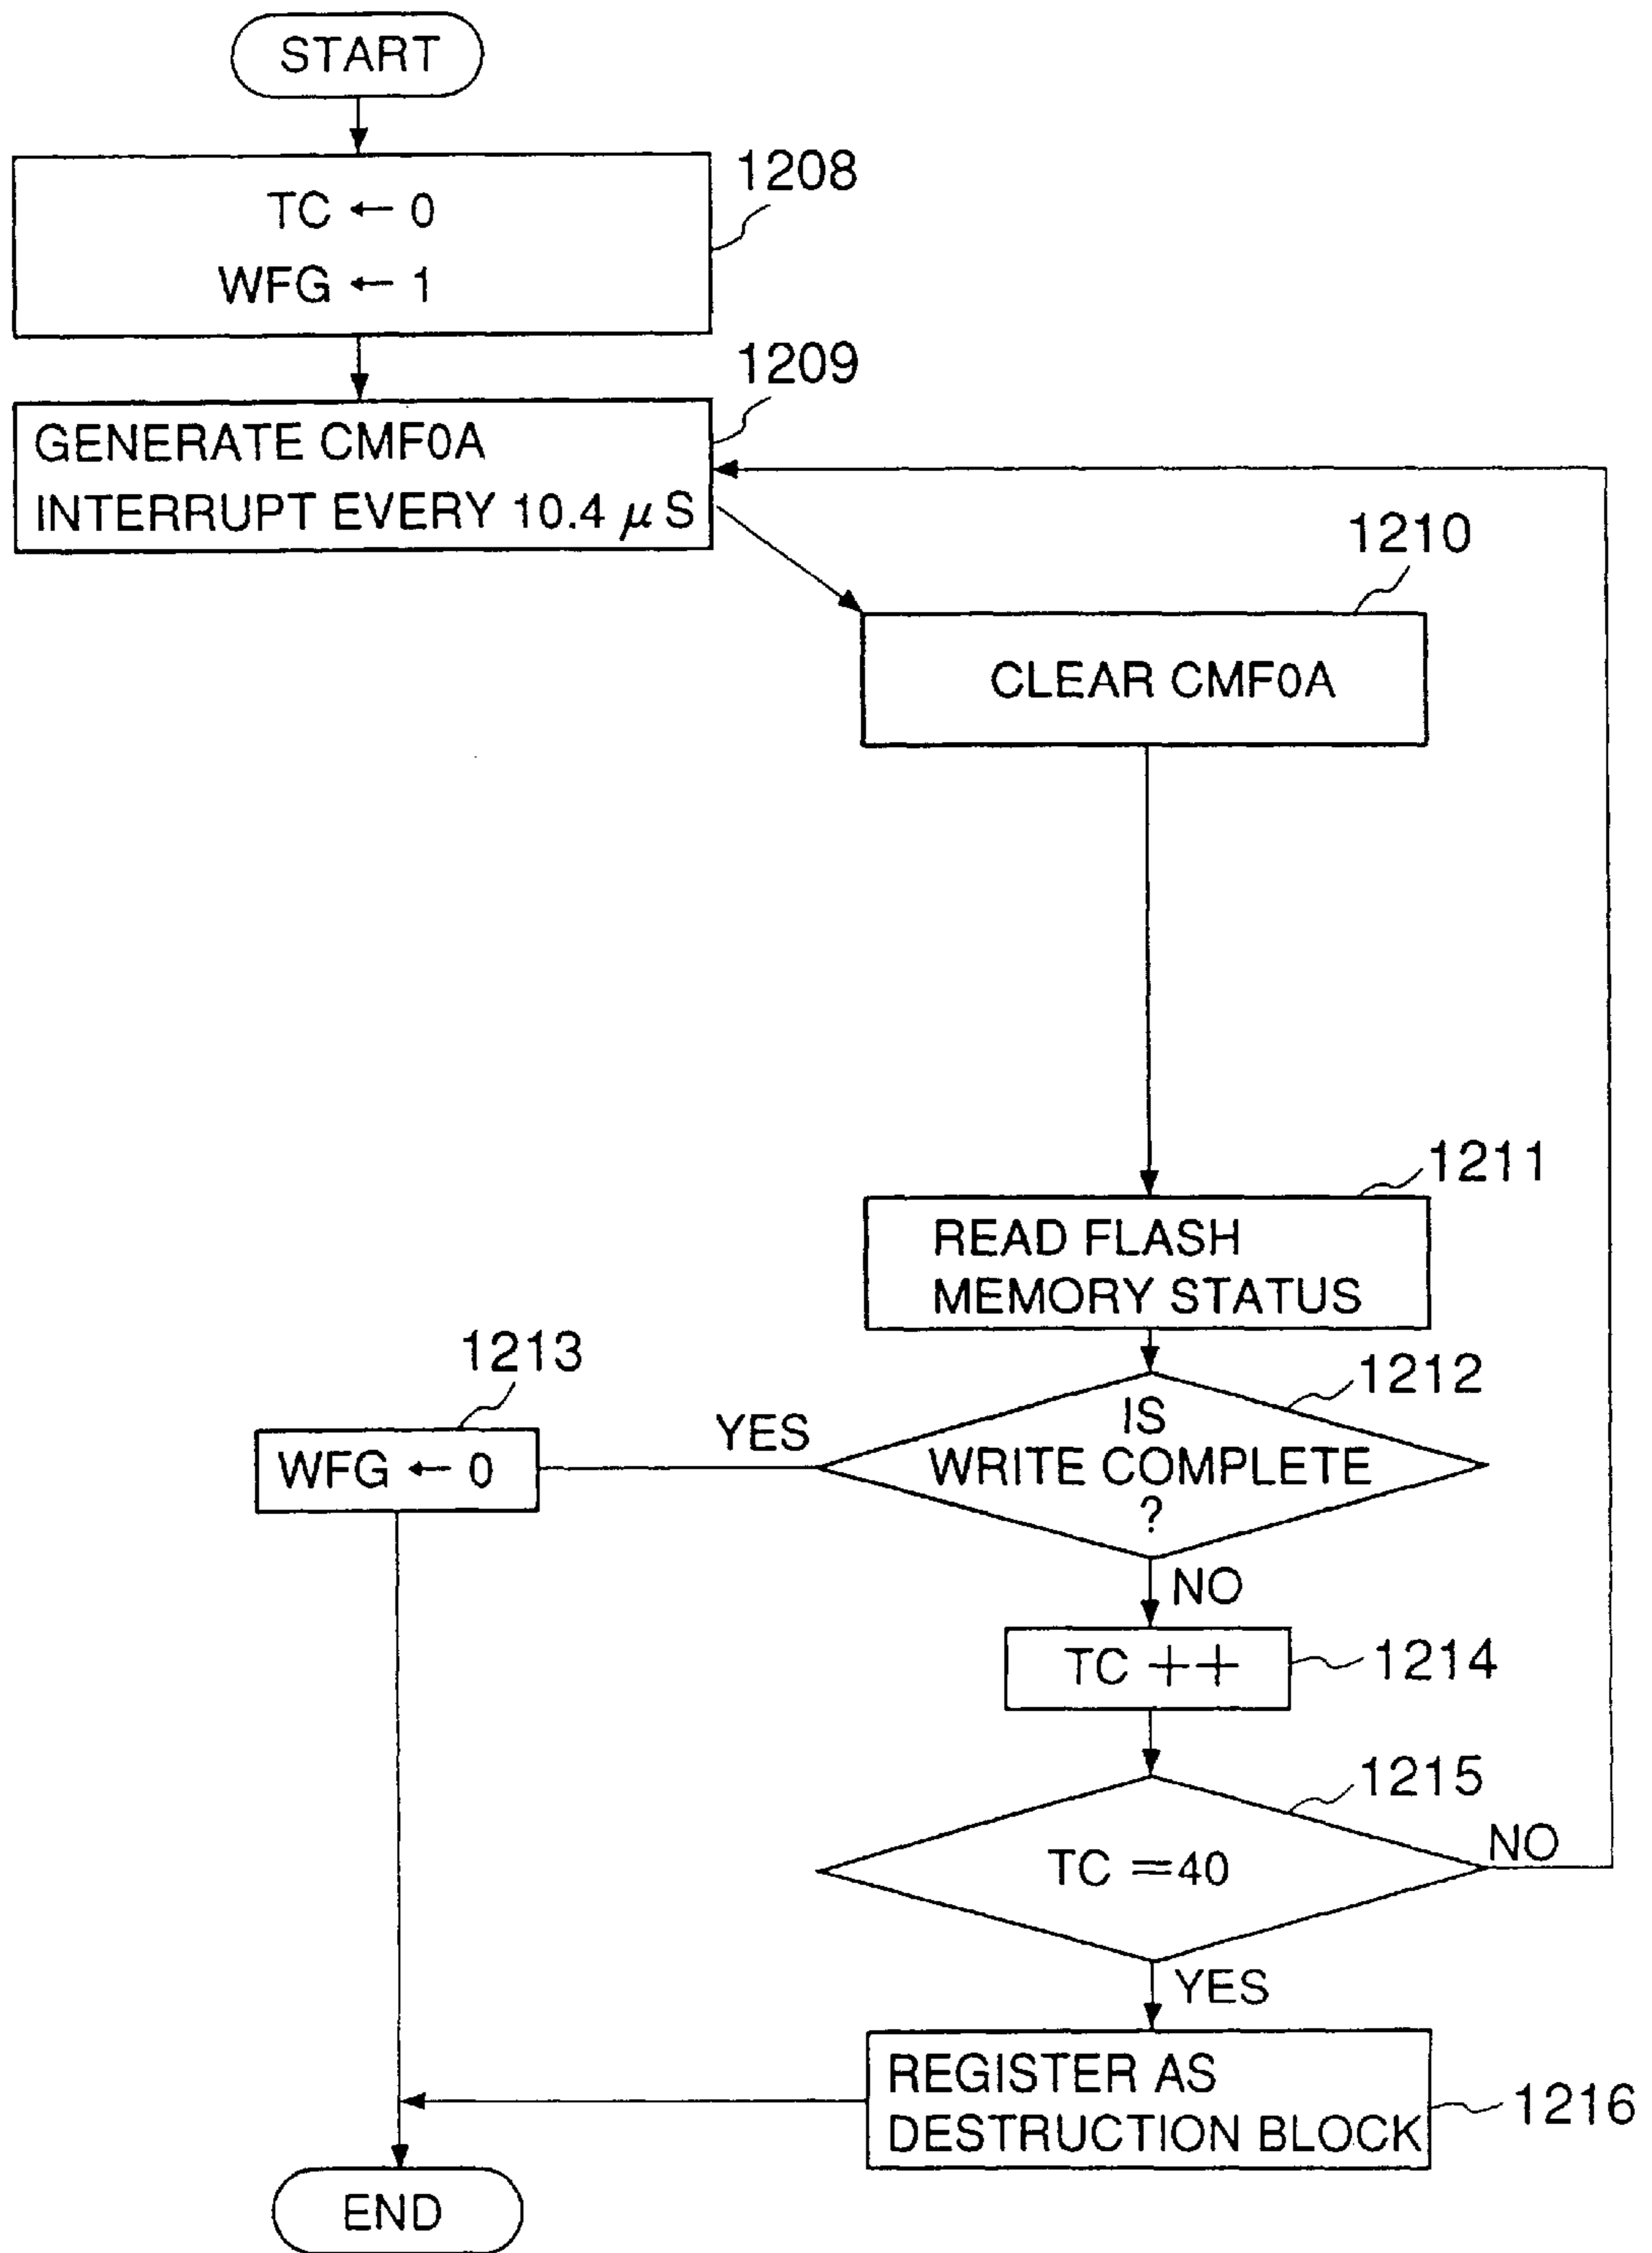 START
TC ← 0
WFG ← 1
1208
1209
GENERATE CMF0A
INTERRUPT EVERY 10.4 μS
1210
CLEAR CMF0A
1211
READ FLASH
MEMORY STATUS
1212
IS
WRITE COMPLETE
?
YES
1213
WFG ← 0
NO
TC ++
1214
1215
TC =40
NO
YES
REGISTER AS
DESTRUCTION BLOCK
1216
END